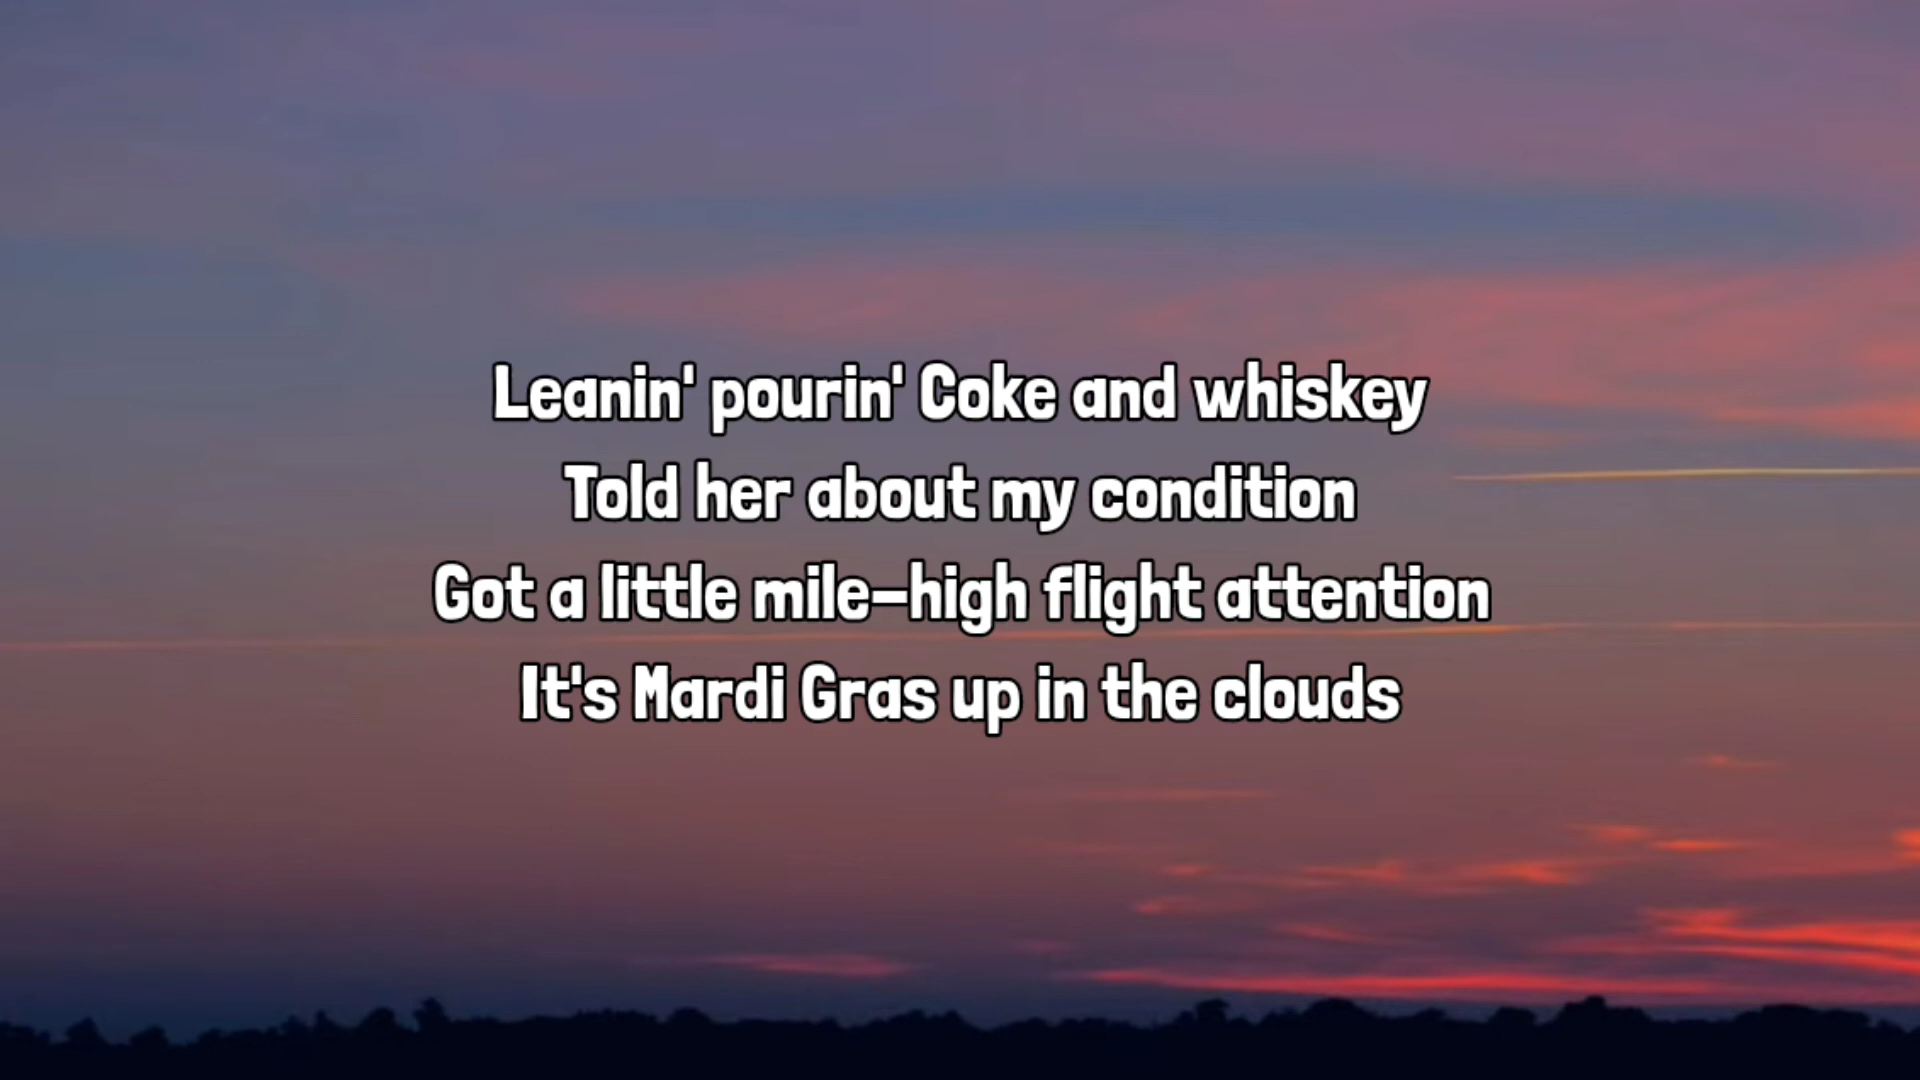 Leanin' pourin' Coke and whiskey
Told her about my condition
Got a little mile-high flight attention
It's Mardi Gras up in the clouds